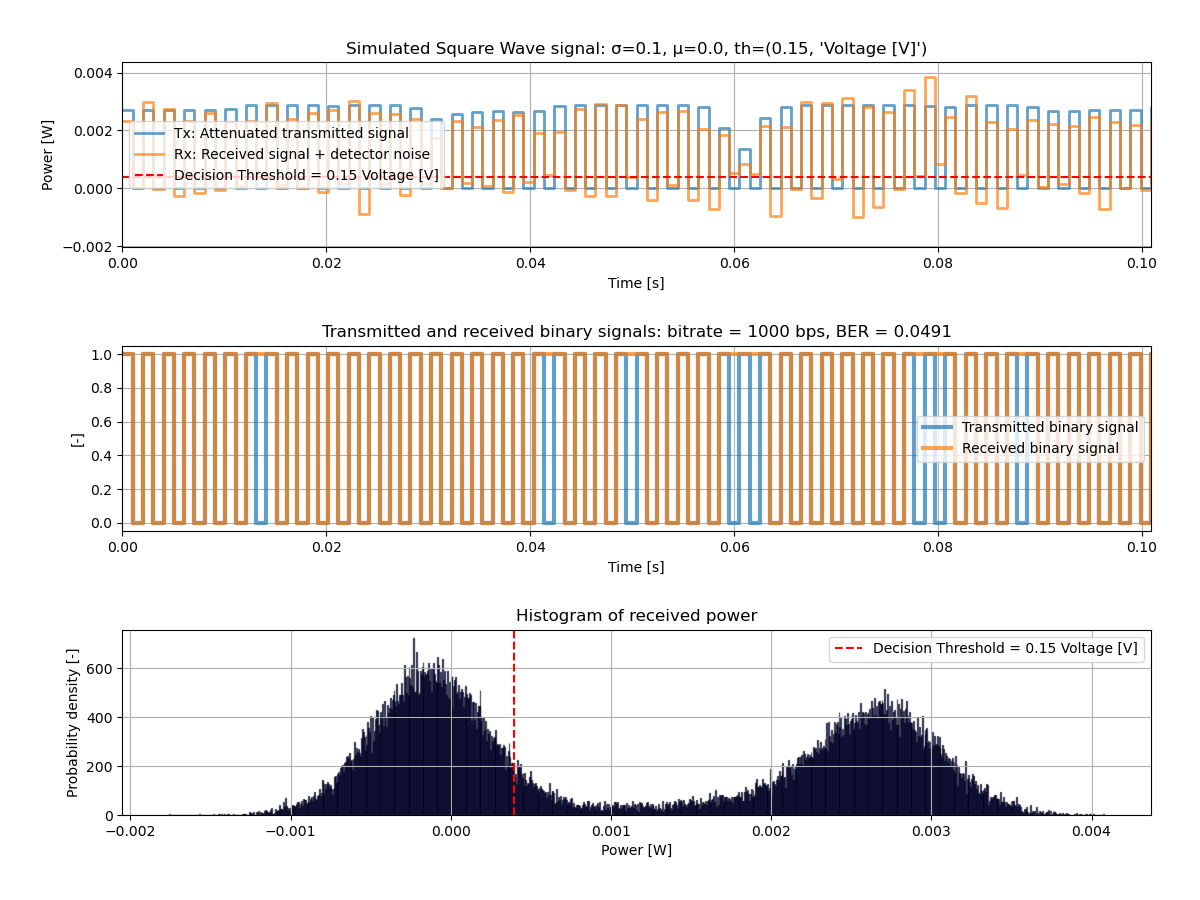 Simulated Square Wave signal: σ=0.1, μ=0.0, th=(0.15, 'Voltage [V]')
Power [W]
0.004
0.002
0.000
−0.002
Tx: Attenuated transmitted signal
Rx: Received signal + detector noise
Decision Threshold = 0.15 Voltage [V]
0.00 0.02 0.04 0.06 0.08 0.10
Time [s]
Transmitted and received binary signals: bitrate = 1000 bps, BER = 0.0491
[-]
1.0
0.8
0.6
0.4
0.2
0.0
Transmitted binary signal
Received binary signal
0.00 0.02 0.04 0.06 0.08 0.10
Time [s]
Histogram of received power
Probability density [-]
600
400
200
0
Decision Threshold = 0.15 Voltage [V]
−0.002 −0.001 0.000 0.001 0.002 0.003 0.004
Power [W]